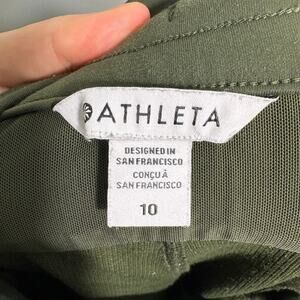 ATHLETA
DESIGNED IN
SAN FRANCISCO
CONÇU À
SAN FRANCISCO
10